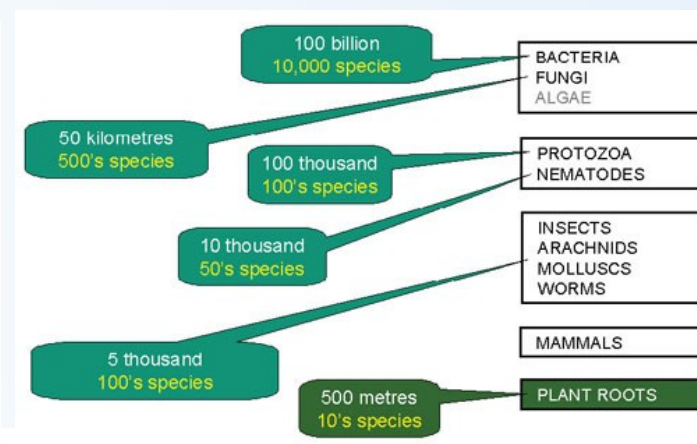 100 billion
10,000 species
BACTERIA
FUNGI
ALGAE
50 kilometres
500's species
100 thousand
100's species
PROTOZOA
NEMATODES
10 thousand
50's species
INSECTS
ARACHNIDS
MOLLUSCS
WORMS
5 thousand
100's species
MAMMALS
500 metres
10's species
PLANT ROOTS